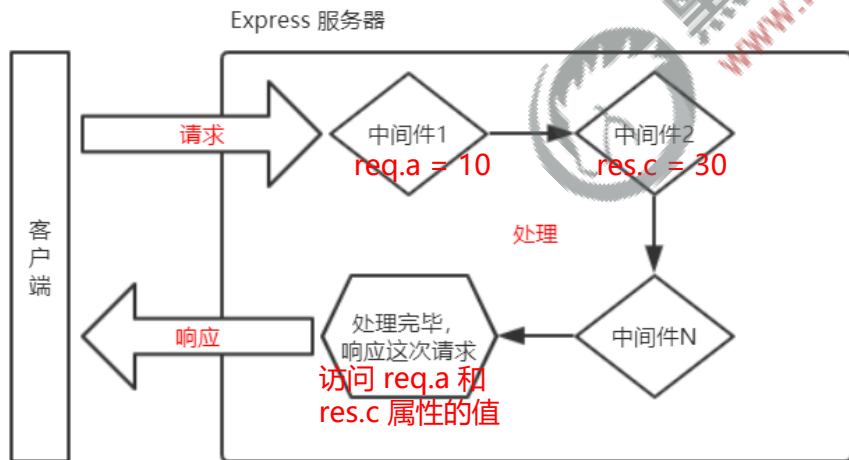 Express 服务器
请求
中间件1
req.a = 10
中间件2
res.c = 30
客
户
端
处理
响应
处理完毕，
响应这次请求
访问 req.a 和
res.c 属性的值
中间件N